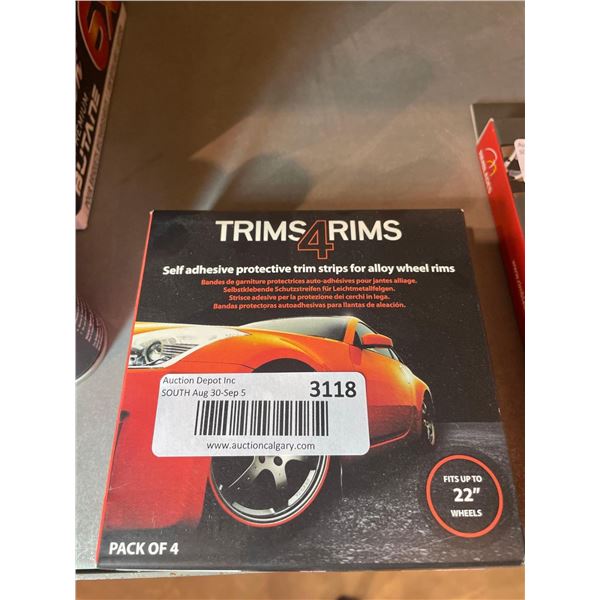 PREMIUM
BUTANE
TRIMS4RIMS
Self adhesive protective trim strips for alloy wheel rims
Bandes de garniture protectrices auto-adhésives pour jantes alliage.
Selbstklebende Schutzstreifen für Leichtmetallfelgen.
Strisce adesive per la protezione dei cerchi in lega.
Bandas protectoras autoadhesivas para llantas de aleación.
Auction Depot Inc
SOUTH Aug 30-Sep 5
3118
www.auctioncalgary.com
FITS UP TO
22"
WHEELS
PACK OF 4